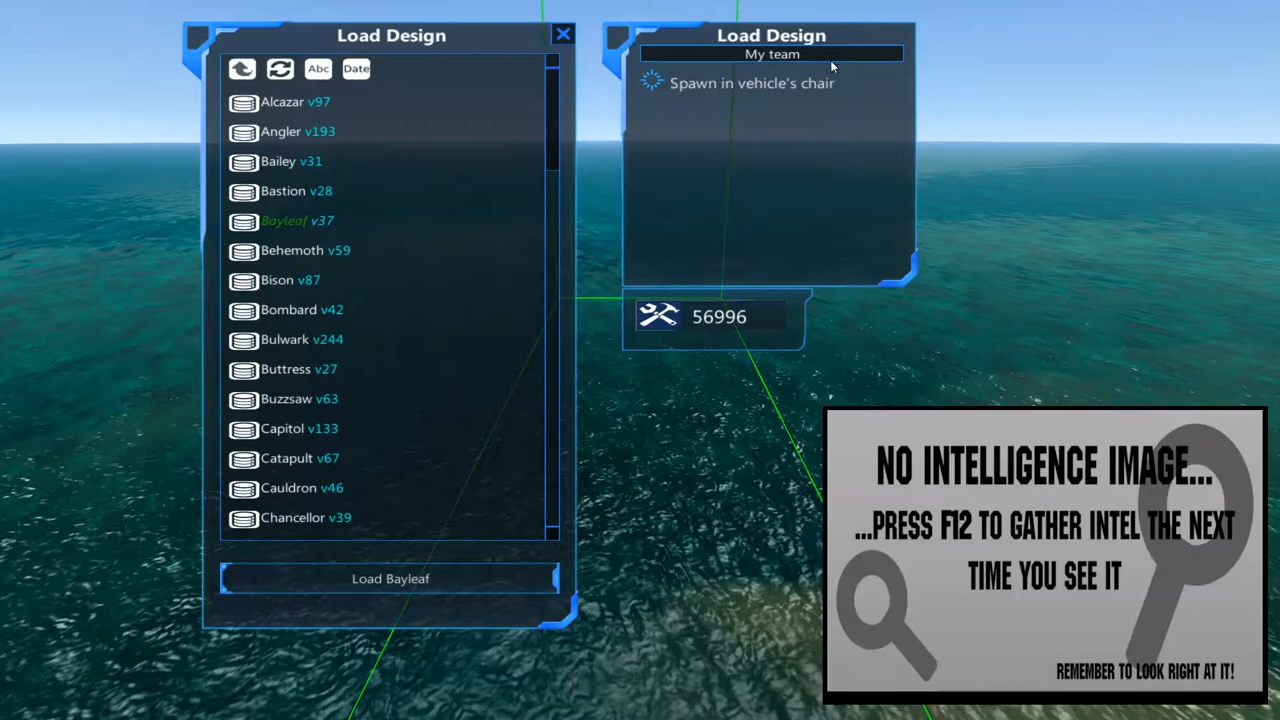 Load Design
Abc Date
Alcazar v97
Angler v193
Bailey v31
Bastion v28
Bayleaf v37
Behemoth v59
Bison v87
Bombard v42
Bulwark v244
Buttress v27
Buzzsaw v63
Capitol v133
Catapult v67
Cauldron v46
Chancellor v39
Load Bayleaf
Load Design
My team
Spawn in vehicle's chair
56996
NO INTELLIGENCE IMAGE...
...PRESS F12 TO GATHER INTEL THE NEXT
TIME YOU SEE IT
REMEMBER TO LOOK RIGHT AT IT!